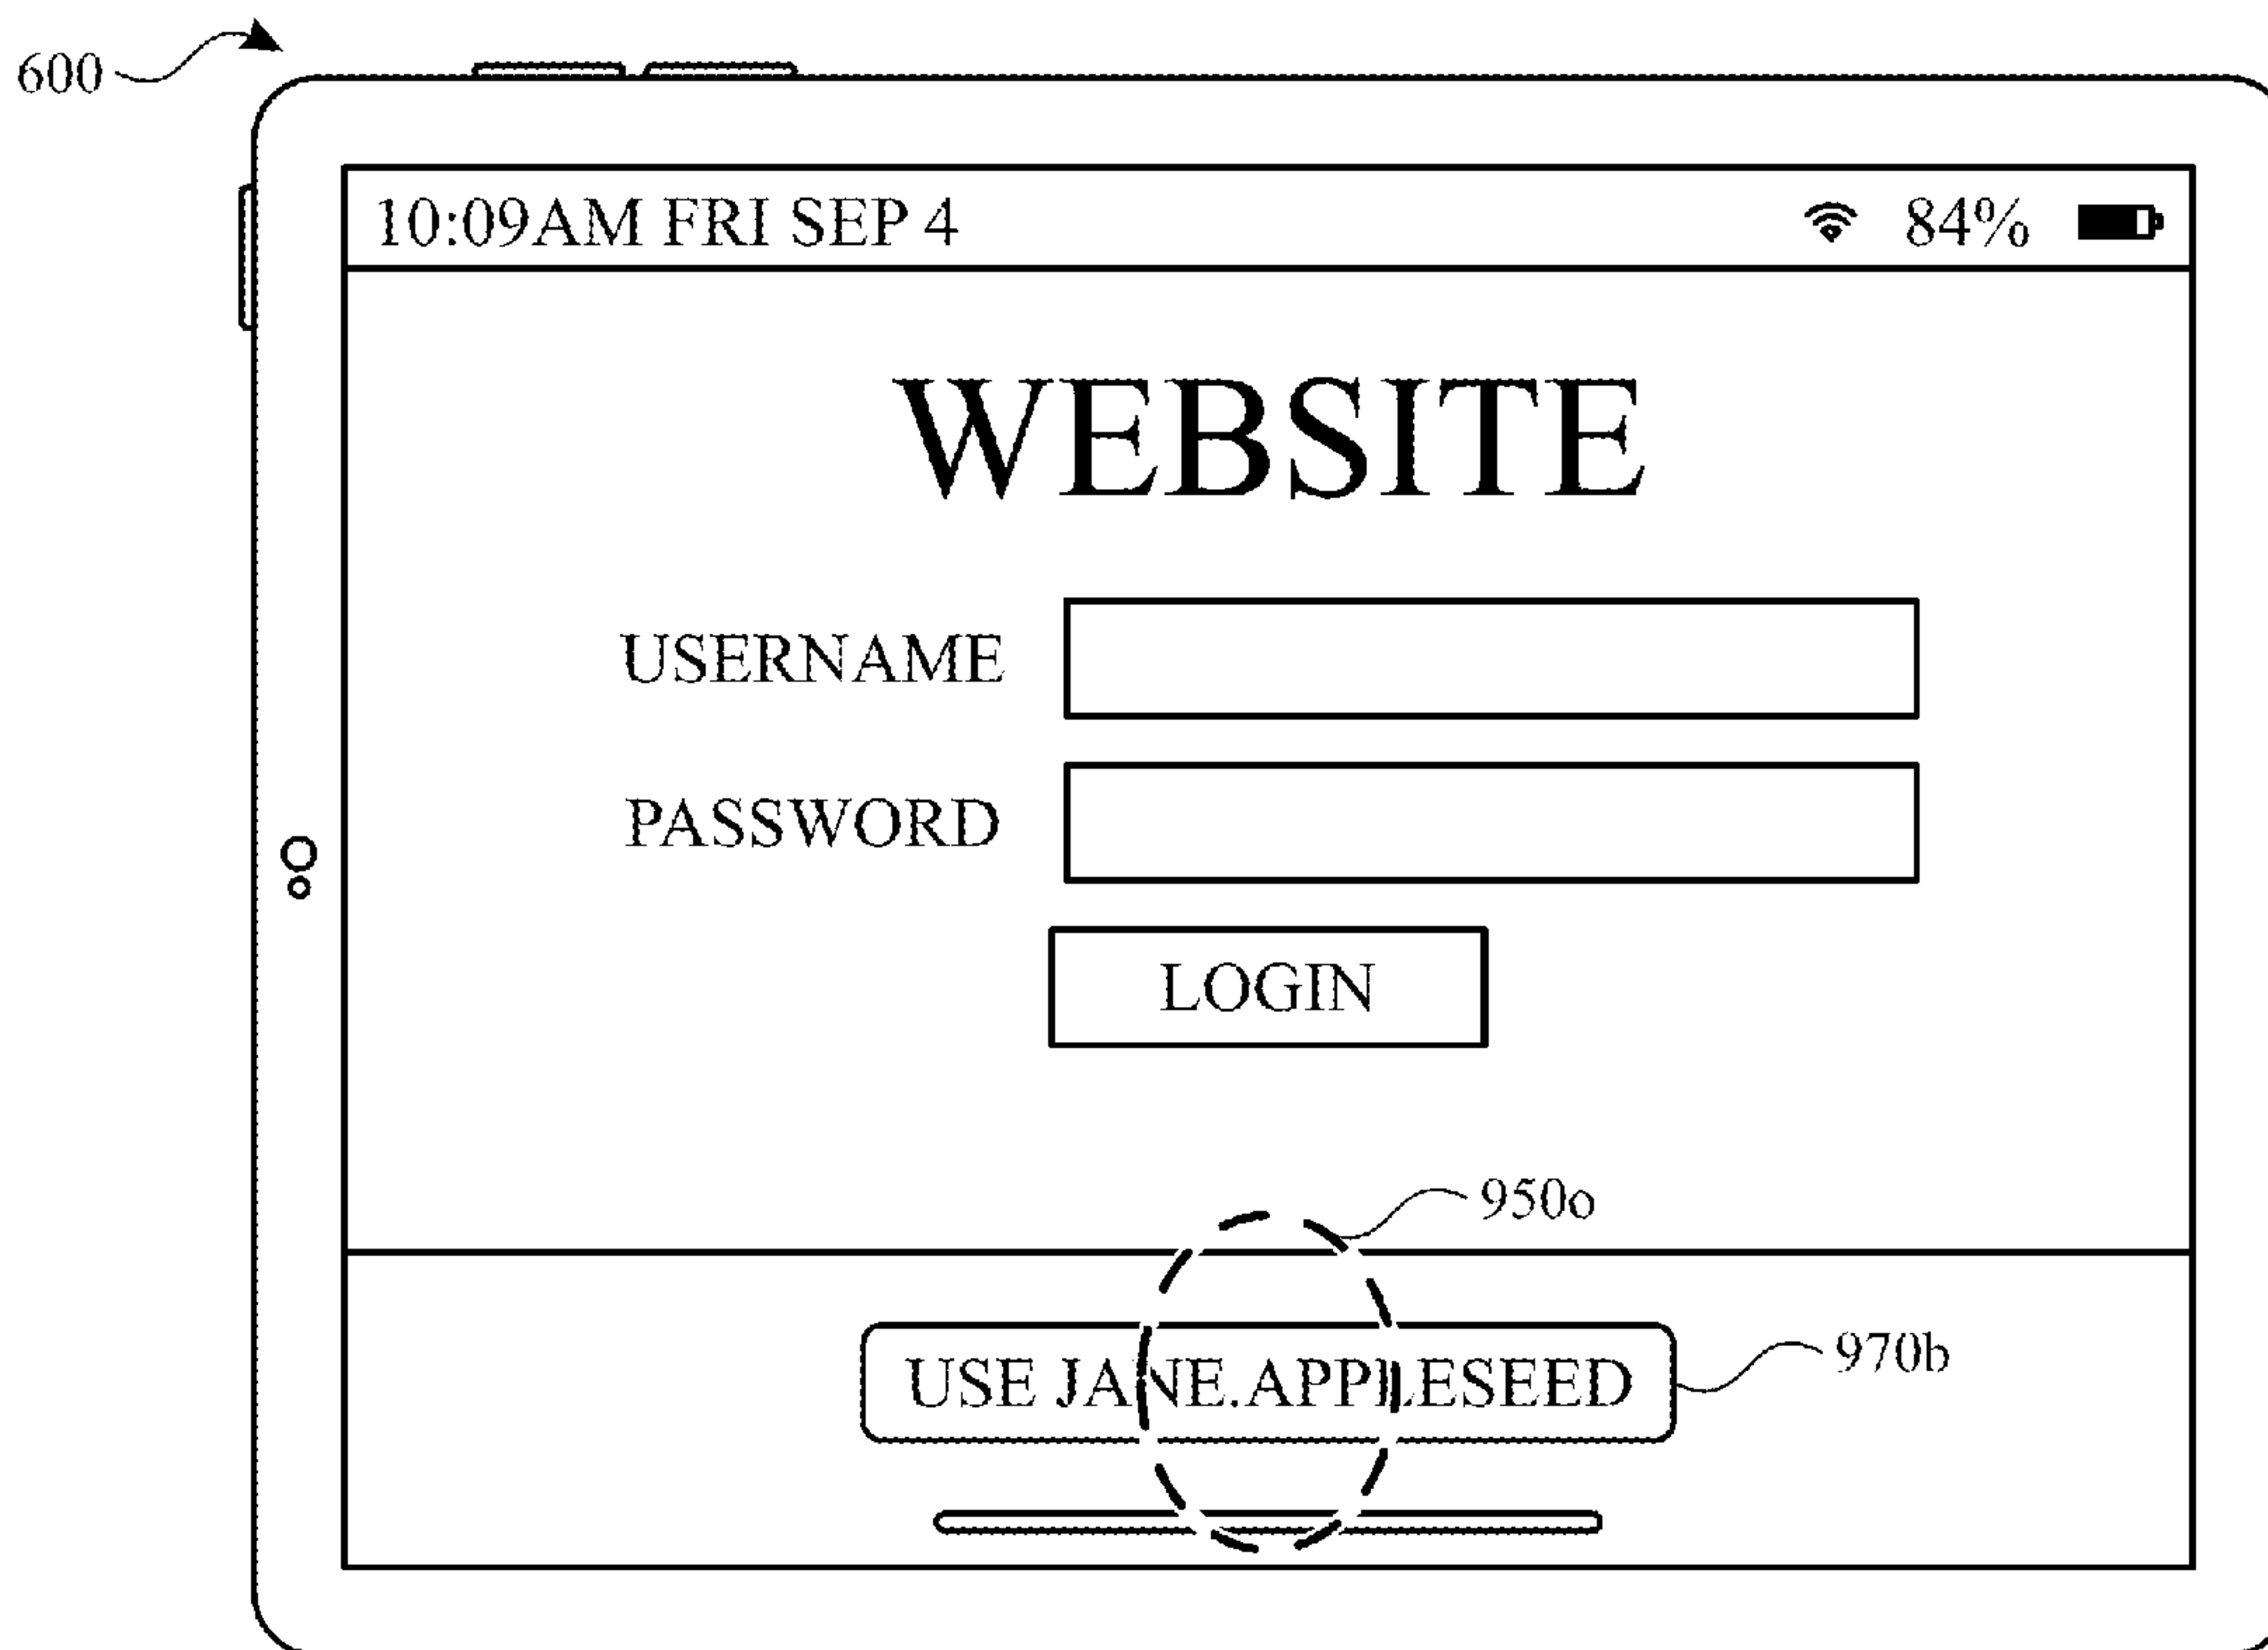 600
10:09AM FRI SEP 4 84%
WEBSITE
USERNAME
PASSWORD
LOGIN
950o
USE JANE.APPLESEED
970b